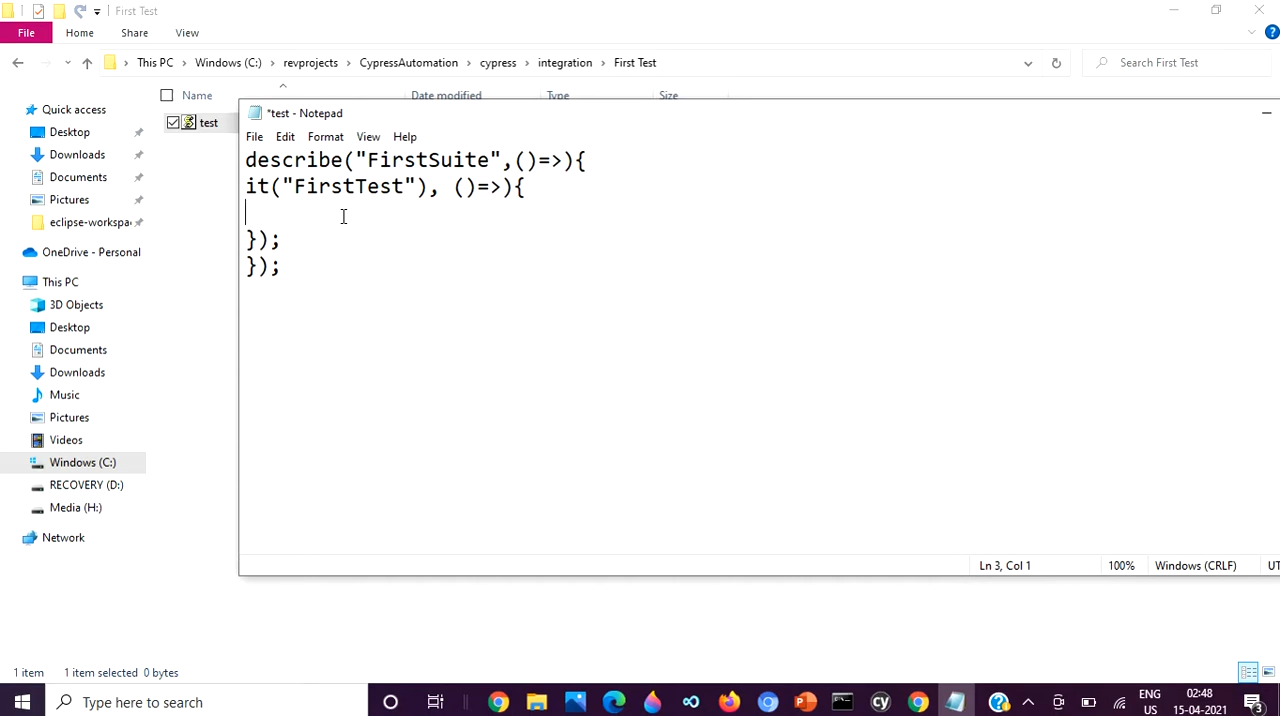 First Test
File
Home
Share
View
This PC
Windows (C:)
revprojects
CypressAutomation
cypress
integration
First Test
Search First Test
Quick access
Desktop
Downloads
Documents
Pictures
eclipse-workspa
OneDrive - Personal
This PC
3D Objects
Desktop
Documents
Downloads
Music
Pictures
Videos
Windows (C:)
RECOVERY (D:)
Media (H:)
Network
Name
Date modified
Type
Size
test
*test - Notepad
File Edit Format View Help
describe("FirstSuite",()=>){
it("FirstTest"), ()=>){
});
});
Ln 3, Col 1
100%
Windows (CRLF)
UT
1 item
1 item selected 0 bytes
Type here to search
ENG
US
02:48
15-04-2021
3